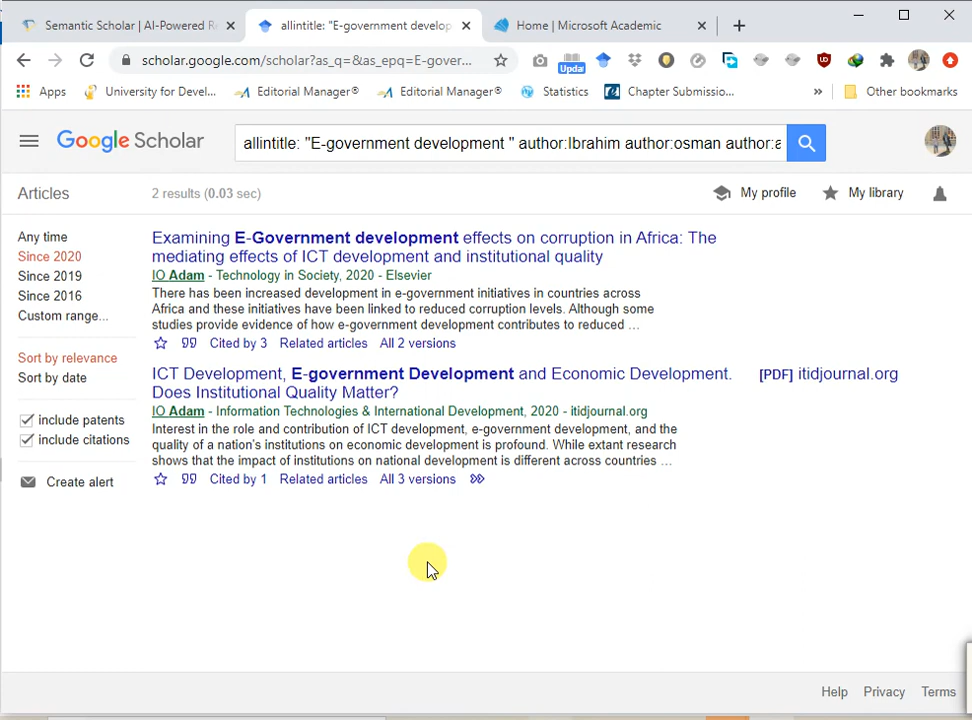 Semantic Scholar | AI-Powered Re
allintitle: "E-government develop
Home | Microsoft Academic
scholar.google.com/scholar?as_q=&as_epq=E-gover...
Upda
Apps
University for Devel...
Editorial Manager®
Editorial Manager®
Statistics
Chapter Submissio...
»
Other bookmarks
Google Scholar
allintitle: "E-government development " author:Ibrahim author:osman author:a
Articles
2 results (0.03 sec)
My profile
My library
Any time
Since 2020
Since 2019
Since 2016
Custom range...
Sort by relevance
Sort by date
include patents
include citations
Create alert
Examining E-Government development effects on corruption in Africa: The
mediating effects of ICT development and institutional quality
IO Adam - Technology in Society, 2020 - Elsevier
There has been increased development in e-government initiatives in countries across
Africa and these initiatives have been linked to reduced corruption levels. Although some
studies provide evidence of how e-government development contributes to reduced ...
Cited by 3 Related articles All 2 versions
ICT Development, E-government Development and Economic Development.
Does Institutional Quality Matter?
[PDF] itidjournal.org
IO Adam - Information Technologies & International Development, 2020 - itidjournal.org
Interest in the role and contribution of ICT development, e-government development, and the
quality of a nation's institutions on economic development is profound. While extant research
shows that the impact of institutions on national development is different across countries ...
Cited by 1 Related articles All 3 versions
Help Privacy Terms